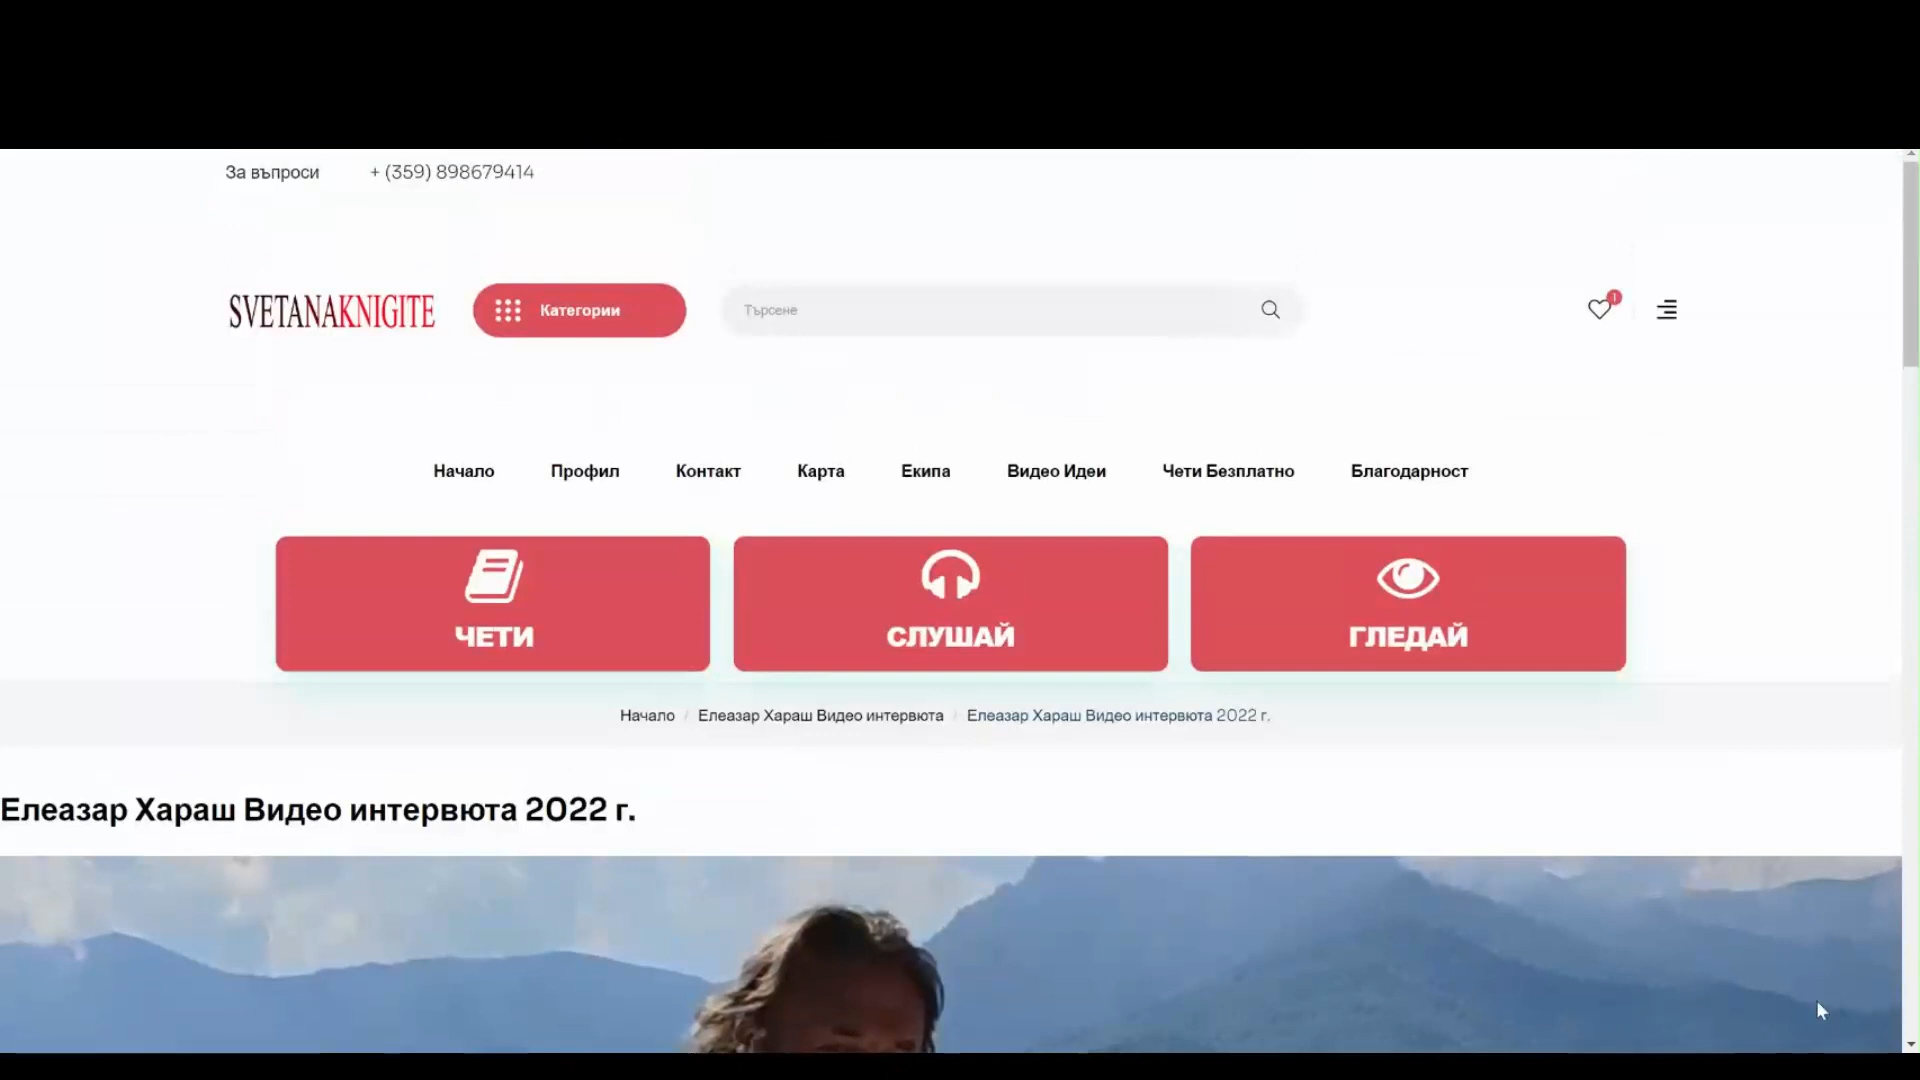 За въпроси + (359) 898679414
SVETANAKNIGITE
Категории
Търсене
1
Начало Профил Контакт Карта Екипа Видео Идеи Чети Безплатно Благодарност
ЧЕТИ СЛУШАЙ ГЛЕДАЙ
Начало / Елеазар Хараш Видео интервюта / Елеазар Хараш Видео интервюта 2022 г.
Елеазар Хараш Видео интервюта 2022 г.